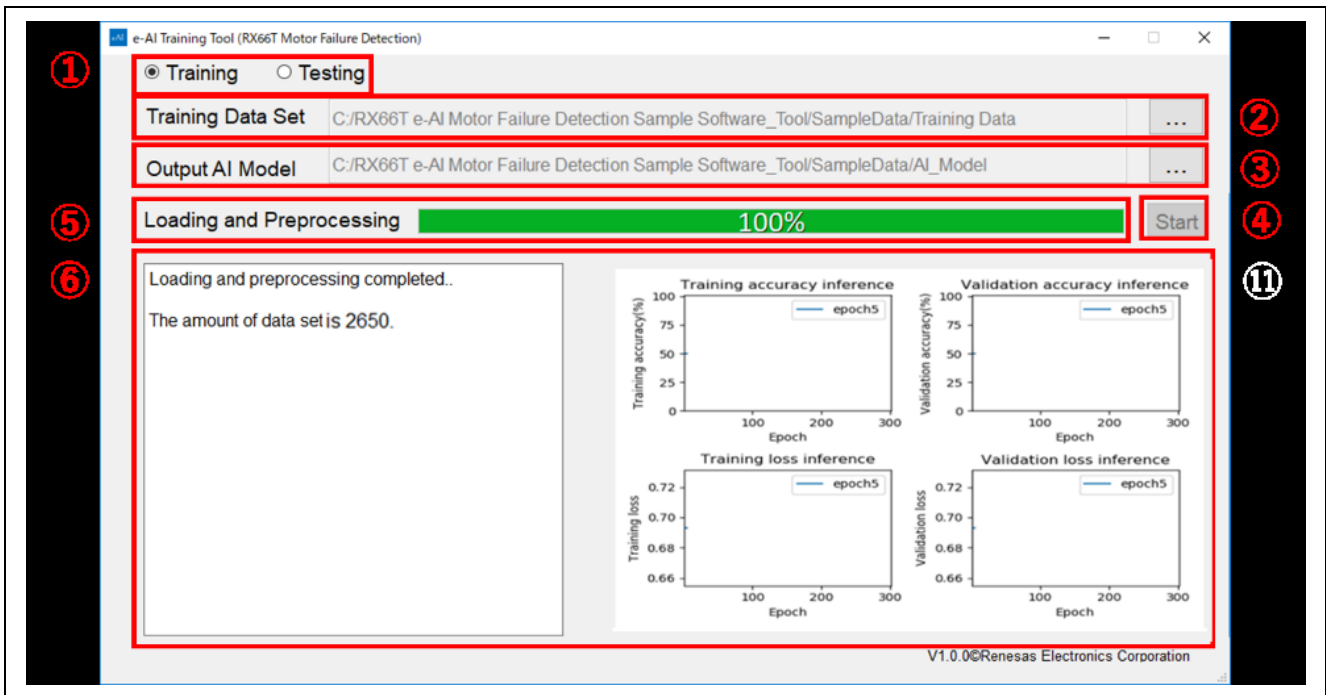 eAI e-AI Training Tool (RX66T Motor Failure Detection)
① Training Testing
Training Data Set C:/RX66T e-AI Motor Failure Detection Sample Software_Tool/SampleData/Training Data ... ②
Output AI Model C:/RX66T e-AI Motor Failure Detection Sample Software_Tool/SampleData/AI_Model ... ③
⑤ Loading and Preprocessing 100% Start ④
⑥ ⑪
Loading and preprocessing completed..
The amount of data set is 2650.
Training accuracy inference
Training accuracy(%)
100
75
50
25
0
epoch5
100 200 300
Epoch
Validation accuracy inference
Validation accuracy(%)
100
75
50
25
0
epoch5
100 200 300
Epoch
Training loss inference
Training loss
0.72
0.70
0.68
0.66
epoch5
100 200 300
Epoch
Validation loss inference
Validation loss
0.72
0.70
0.68
0.66
epoch5
100 200 300
Epoch
V1.0.0©Renesas Electronics Corporation